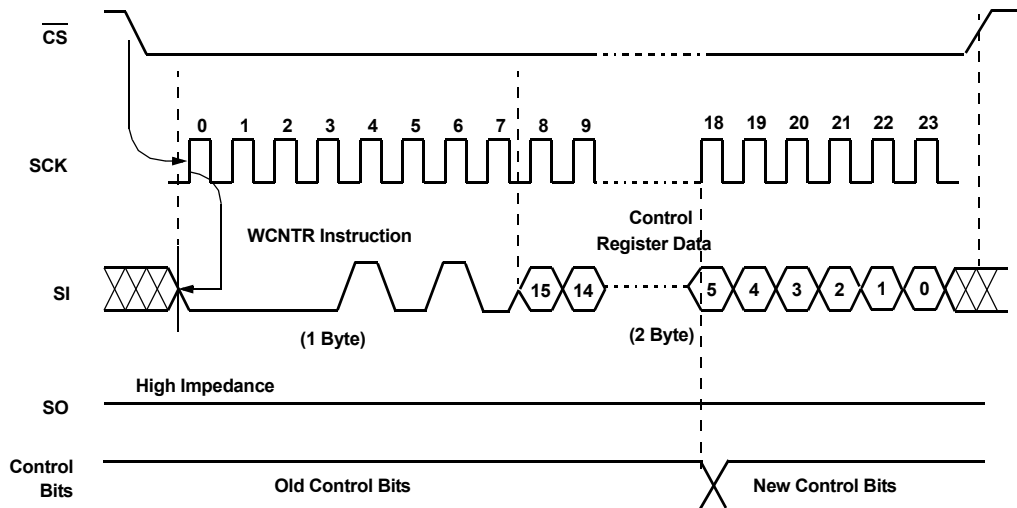 CS
0 1 2 3 4 5 6 7 8 9 18 19 20 21 22 23
SCK
WCNTR Instruction
Control
Register Data
SI
15 14 5 4 3 2 1 0
(1 Byte)
(2 Byte)
High Impedance
SO
Control
Bits
Old Control Bits
New Control Bits